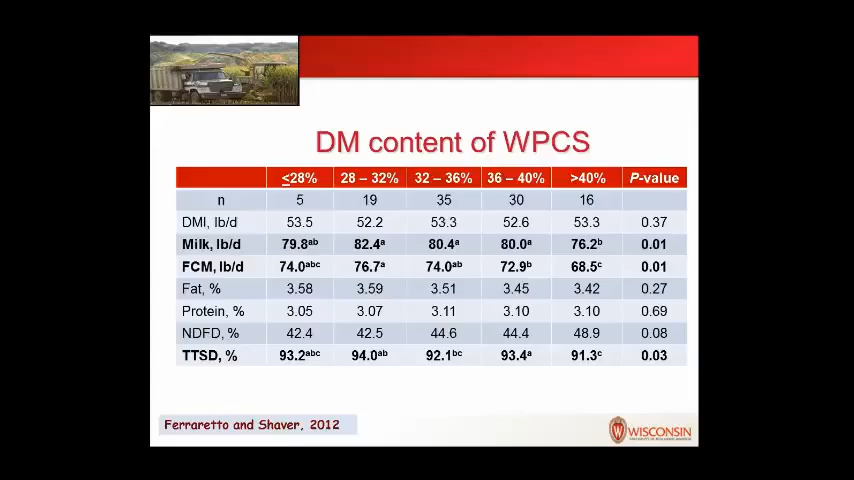 DM content of WPCS
<28% 28 – 32% 32 – 36% 36 – 40% >40% P-value
n 5 19 35 30 16
DMI, lb/d 53.5 52.2 53.3 52.6 53.3 0.37
Milk, lb/d 79.8ab 82.4a 80.4a 80.0a 76.2b 0.01
FCM, lb/d 74.0abc 76.7a 74.0ab 72.9b 68.5c 0.01
Fat, % 3.58 3.59 3.51 3.45 3.42 0.27
Protein, % 3.05 3.07 3.11 3.10 3.10 0.69
NDFD, % 42.4 42.5 44.6 44.4 48.9 0.08
TTSD, % 93.2abc 94.0ab 92.1bc 93.4a 91.3c 0.03
Ferraretto and Shaver, 2012
WISCONSIN